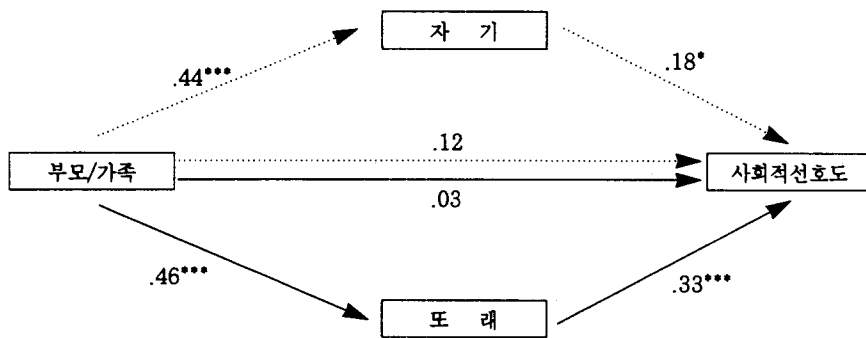 자 기
.44***
.18*
.12
부모/가족
사회적선호도
.03
.46***
.33***
또 래